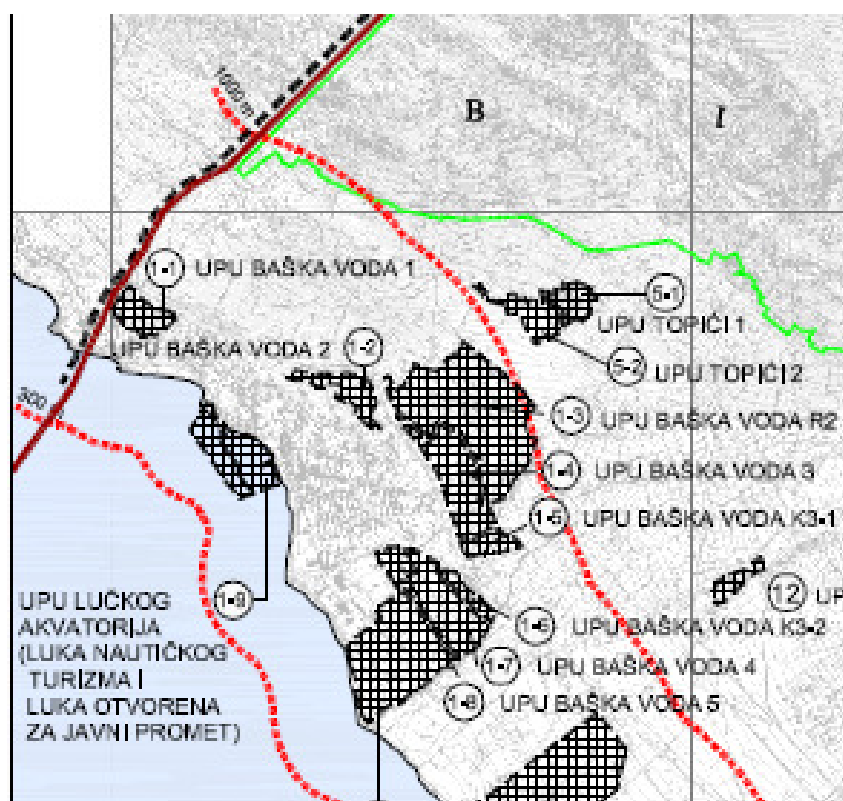 1000 m
B
I
1-1 UPU BAŠKA VODA 1
5-1
UPU TOPIĆI 1
UPU BAŠKA VODA 2 1-2
5-2 UPU TOPIĆI 2
300
1-3 UPU BAŠKA VODA R2
1-4 UPU BAŠKA VODA 3
1-5 UPU BAŠKA VODA K3-1
12 UP
UPU LUČKOG 1-9
AKVATORIJA
(LUKA NAUTIČKOG
TURIZMA I
LUKA OTVORENA
ZA JAVNI PROMET)
1-6 UPU BAŠKA VODA K3-2
1-7 UPU BAŠKA VODA 4
1-8 UPU BAŠKA VODA 5